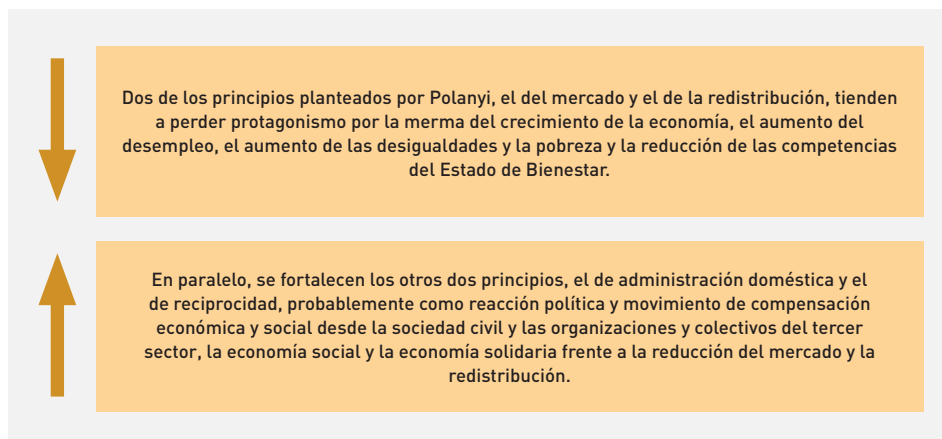 Dos de los principios planteados por Polanyi, el del mercado y el de la redistribución, tienden
a perder protagonismo por la merma del crecimiento de la economía, el aumento del
desempleo, el aumento de las desigualdades y la pobreza y la reducción de las competencias
del Estado de Bienestar.
En paralelo, se fortalecen los otros dos principios, el de administración doméstica y el
de reciprocidad, probablemente como reacción política y movimiento de compensación
económica y social desde la sociedad civil y las organizaciones y colectivos del tercer
sector, la economía social y la economía solidaria frente a la reducción del mercado y la
redistribución.